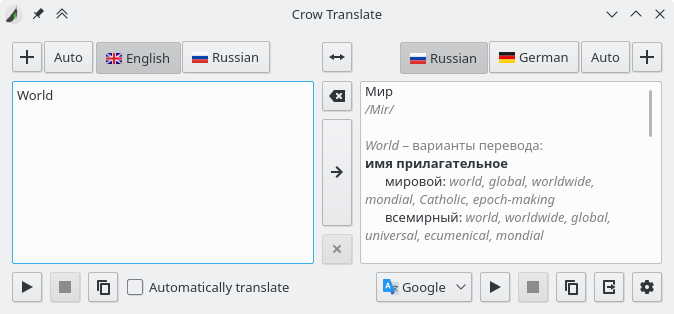 Crow Translate
Auto English Russian
Russian German Auto
World
Мир
/Mir/
World – варианты перевода:
имя прилагательное
мировой: world, global, worldwide,
mondial, Catholic, epoch-making
всемирный: world, worldwide, global,
universal, ecumenical, mondial
Automatically translate
Google